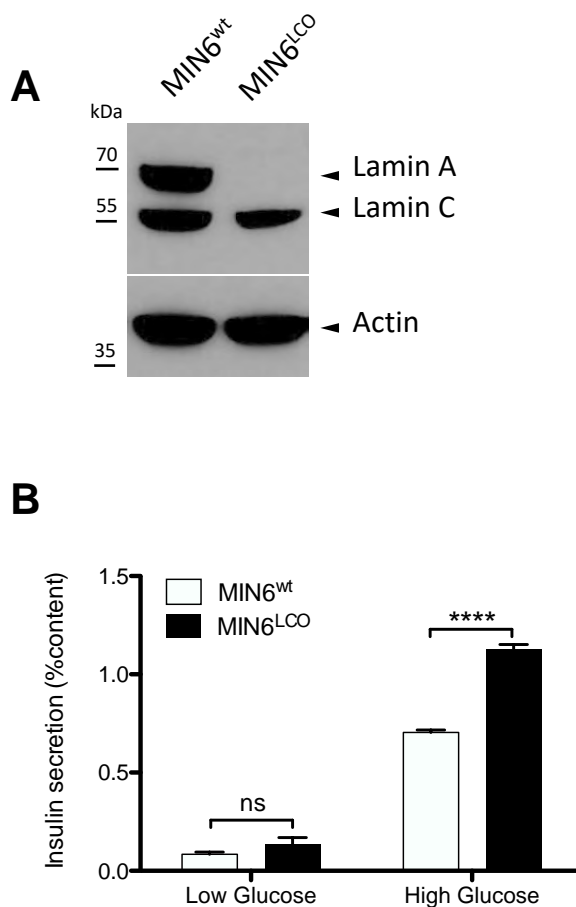 A
MIN6wt MIN6LCO
kDa
70
Lamin A
55
Lamin C
Actin
35
B
Insulin secretion (%content)
1.5
1.0
0.5
0.0
MIN6wt
MIN6LCO
****
ns
Low Glucose High Glucose